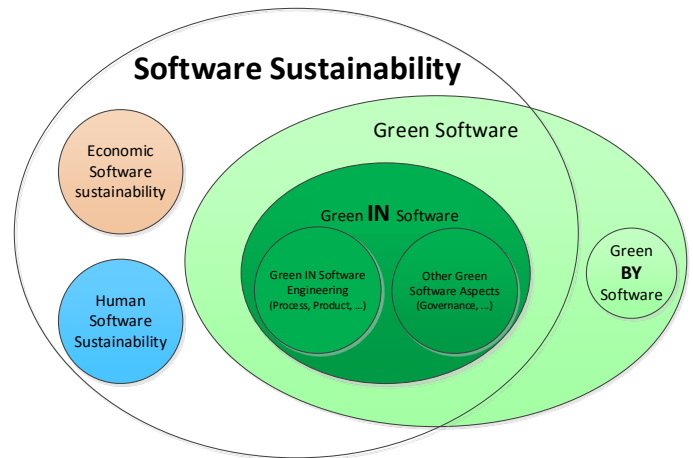 Software Sustainability
Green Software
Economic
Software
sustainability
Human
Software
Sustainability
Green IN Software
Green IN Software
Engineering
(Process, Product, ...)
Other Green
Software Aspects
(Governance, ...)
Green
BY
Software